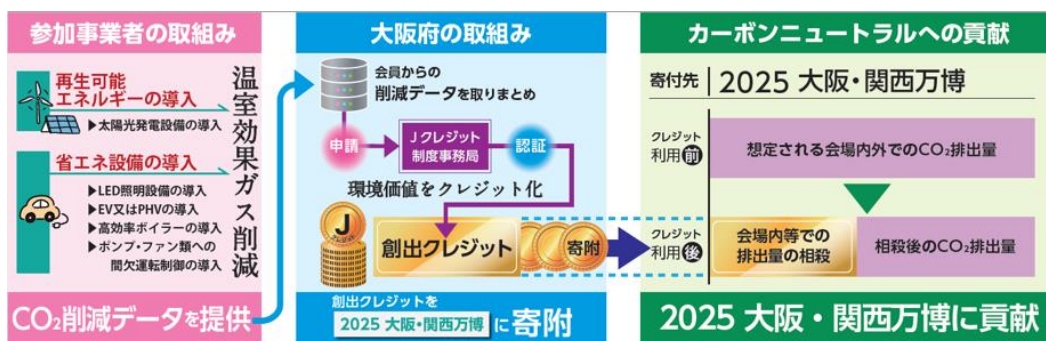 参加事業者の取組み
再生可能
エネルギーの導入
▶太陽光発電設備の導入
省エネ設備の導入
▶LED照明設備の導入
▶EV又はPHVの導入
▶高効率ボイラーの導入
▶ポンプ・ファン類への
間欠運転制御の導入
温室効果ガス削減
CO₂削減データを提供
大阪府の取組み
会員からの
削減データを取りまとめ
申請
Jクレジット
制度事務局
認証
環境価値をクレジット化
J
クレジット
創出クレジット
寄附
創出クレジットを
2025 大阪・関西万博 に寄附
カーボンニュートラルへの貢献
寄付先
2025 大阪・関西万博
クレジット
利用前
想定される会場内外でのCO₂排出量
クレジット
利用後
会場内等での
排出量の相殺
相殺後のCO₂排出量
2025 大阪・関西万博に貢献